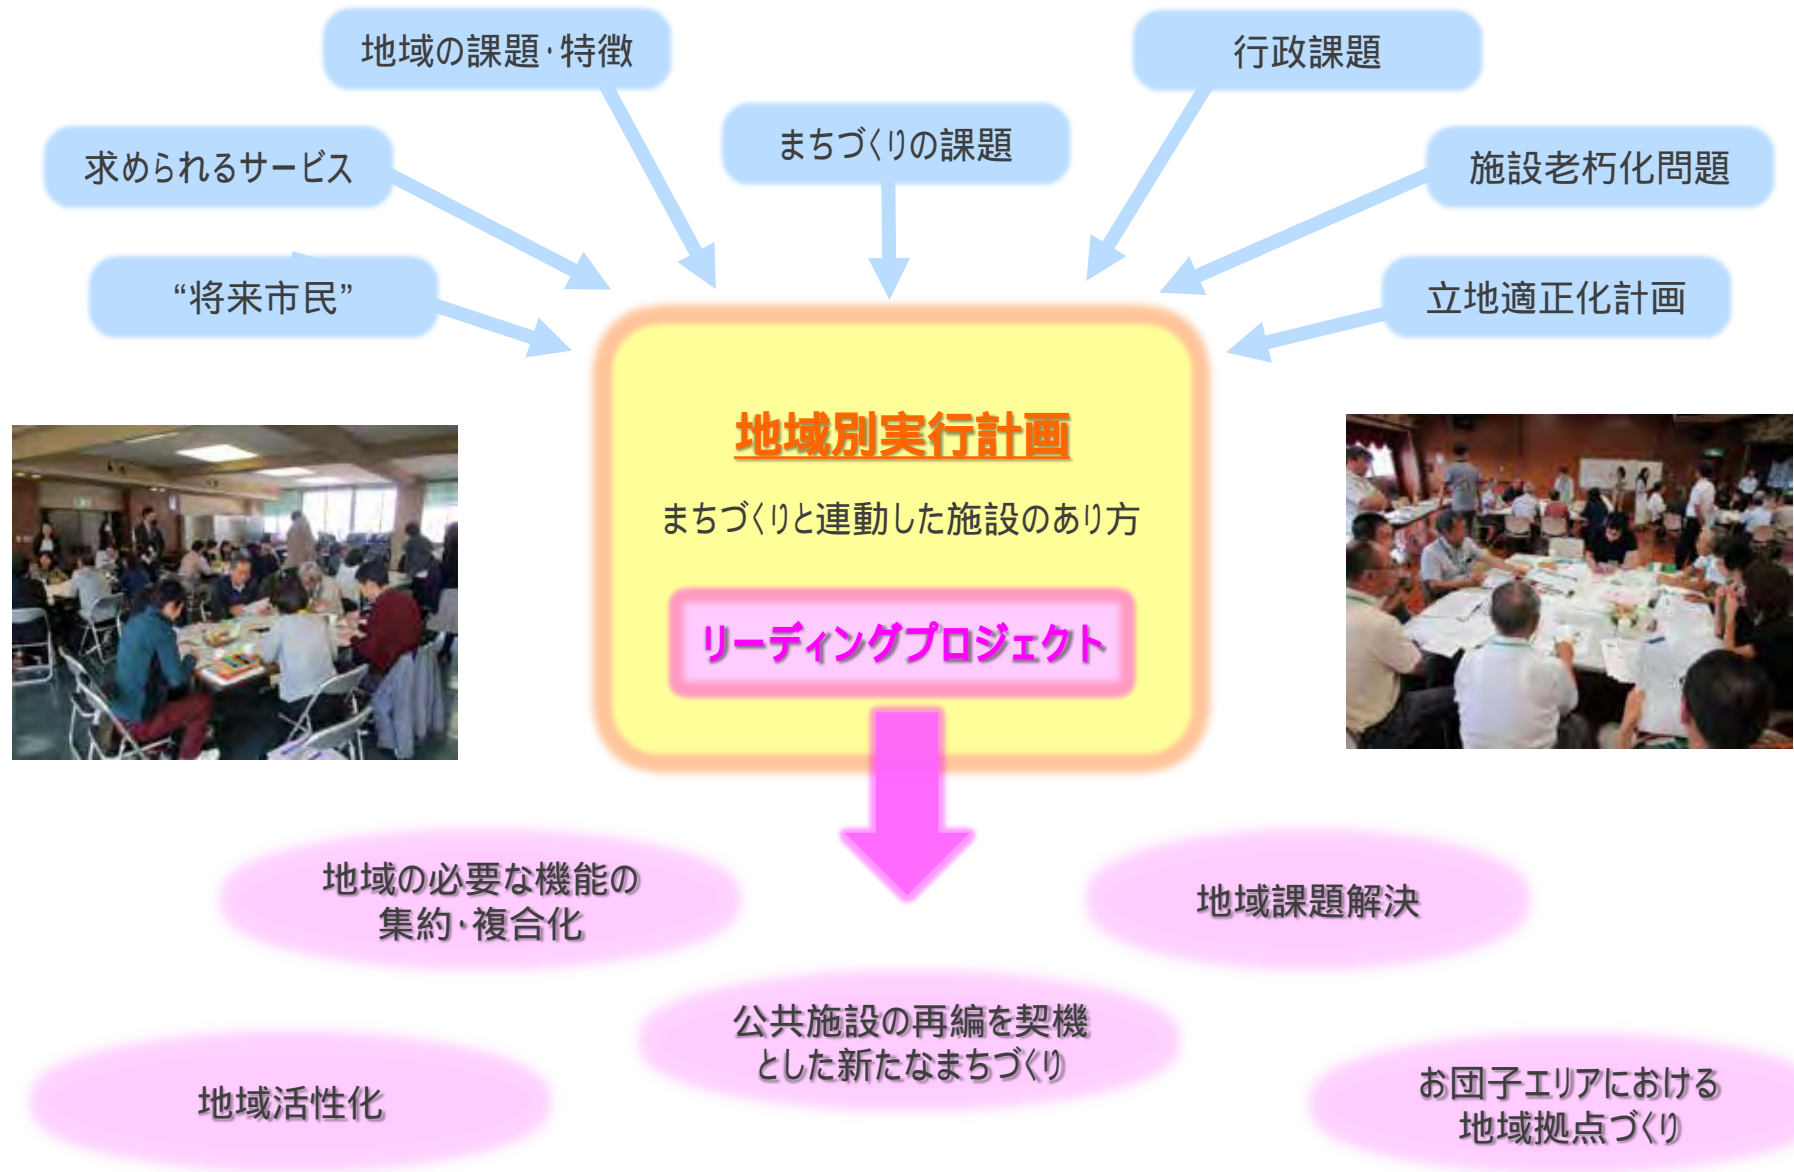 地域の課題・特徴
行政課題
まちづくりの課題
求められるサービス
施設老朽化問題
“将来市民”
立地適正化計画
地域別実行計画
まちづくりと連動した施設のあり方
リーディングプロジェクト
地域の必要な機能の
集約・複合化
地域課題解決
公共施設の再編を契機
とした新たなまちづくり
地域活性化
お団子エリアにおける
地域拠点づくり